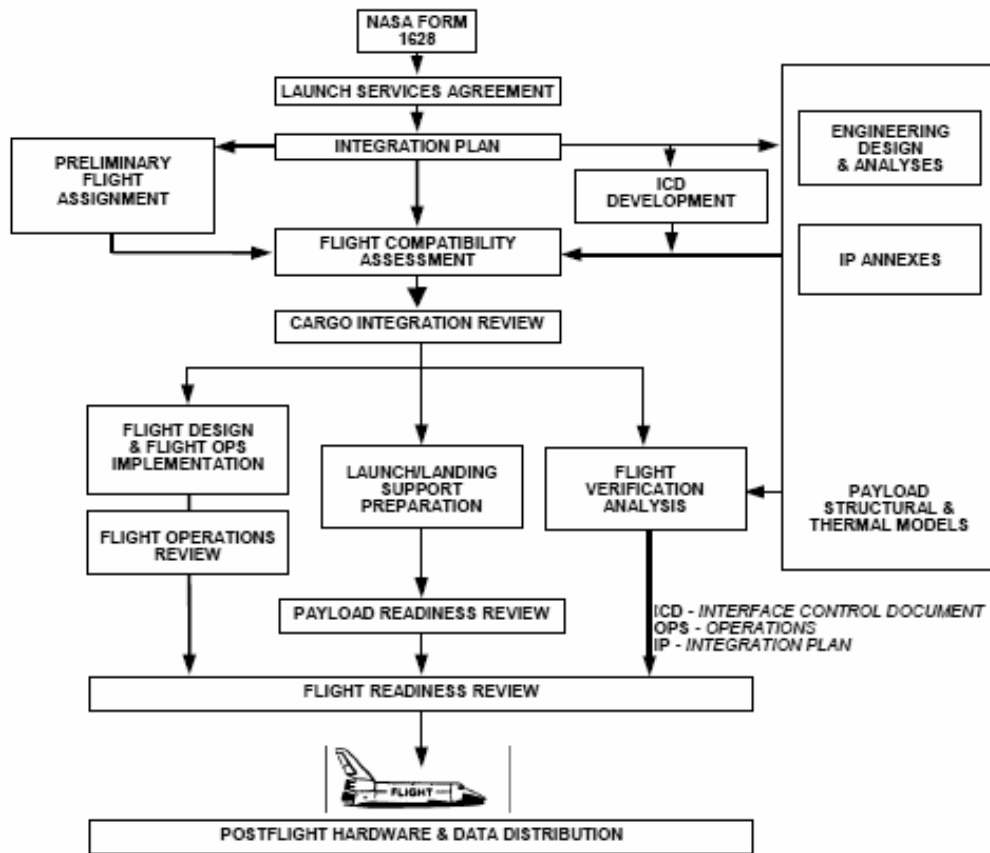 NASA FORM
1628
LAUNCH SERVICES AGREEMENT
INTEGRATION PLAN
PRELIMINARY
FLIGHT
ASSIGNMENT
ICD
DEVELOPMENT
ENGINEERING
DESIGN
& ANALYSES
FLIGHT COMPATIBILITY
ASSESSMENT
IP ANNEXES
CARGO INTEGRATION REVIEW
FLIGHT DESIGN
& FLIGHT OPS
IMPLEMENTATION
LAUNCH/LANDING
SUPPORT
PREPARATION
FLIGHT
VERIFICATION
ANALYSIS
PAYLOAD
STRUCTURAL &
THERMAL MODELS
FLIGHT OPERATIONS
REVIEW
PAYLOAD READINESS REVIEW
ICD - INTERFACE CONTROL DOCUMENT
OPS - OPERATIONS
IP - INTEGRATION PLAN
FLIGHT READINESS REVIEW
FLIGHT
POSTFLIGHT HARDWARE & DATA DISTRIBUTION